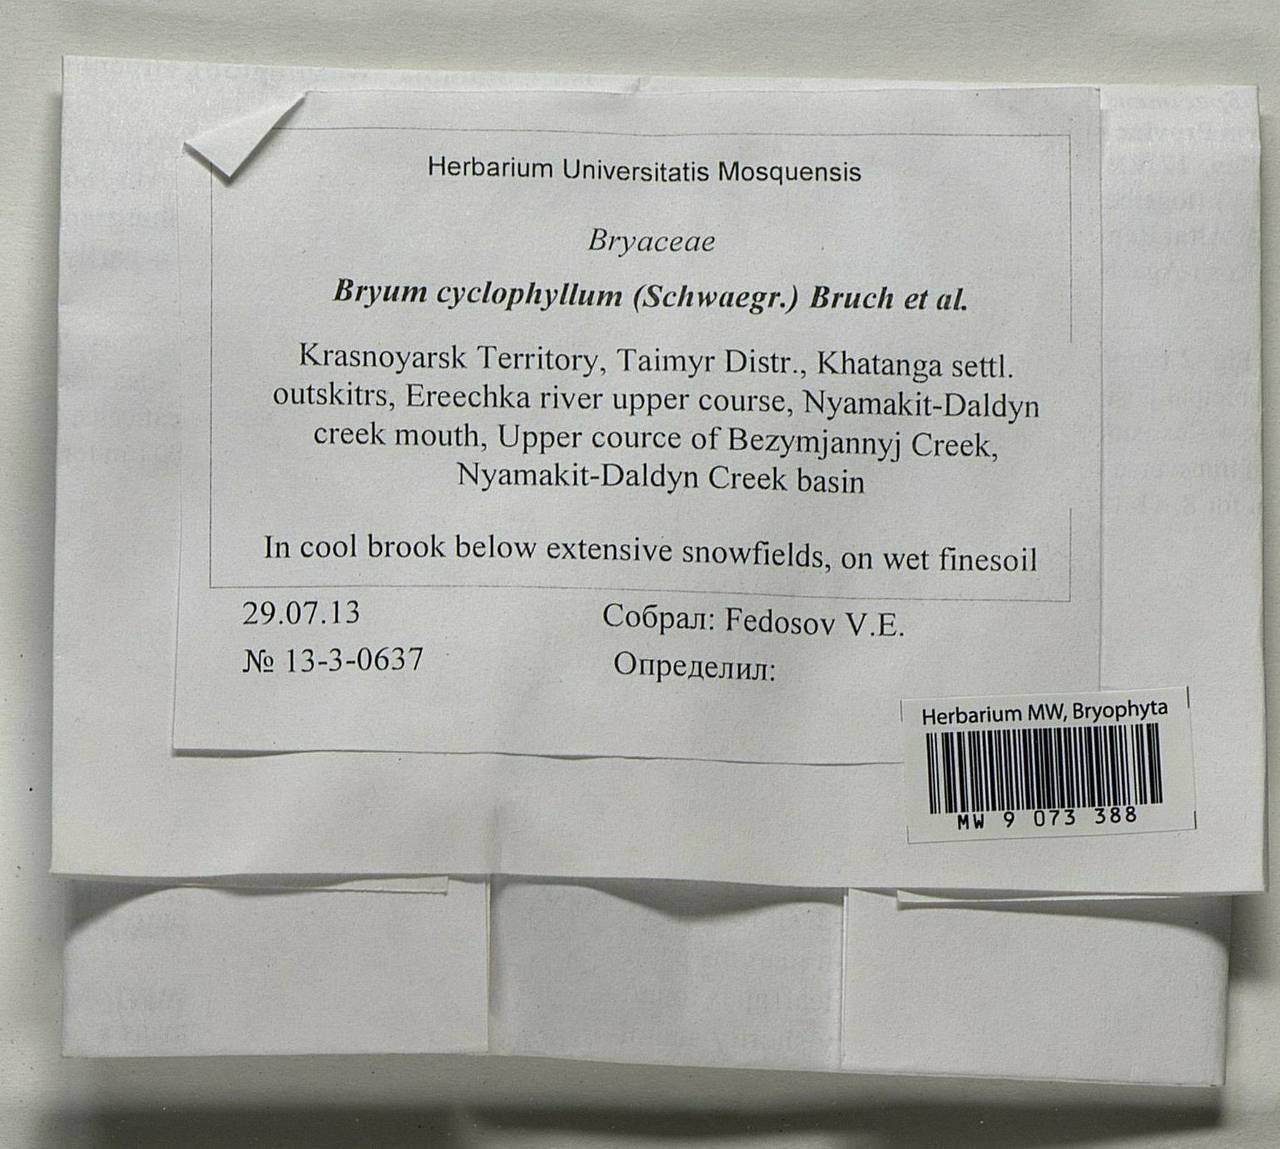 Herbarium Universitatis Mosquensis
Bryaceae
Bryum cyclophyllum (Schwaegr.) Bruch et al.
Krasnoyarsk Territory, Taimyr Distr., Khatanga settl.
outskitrs, Ereechka river upper course, Nyamakit-Daldyn
creek mouth, Upper cource of Bezymjannyj Creek,
Nyamakit-Daldyn Creek basin
In cool brook below extensive snowfields, on wet finesoil
29.07.13
Собрал: Fedosov V.E.
№ 13-3-0637
Определил:
Herbarium MW, Bryophyta
MW 9 073 388